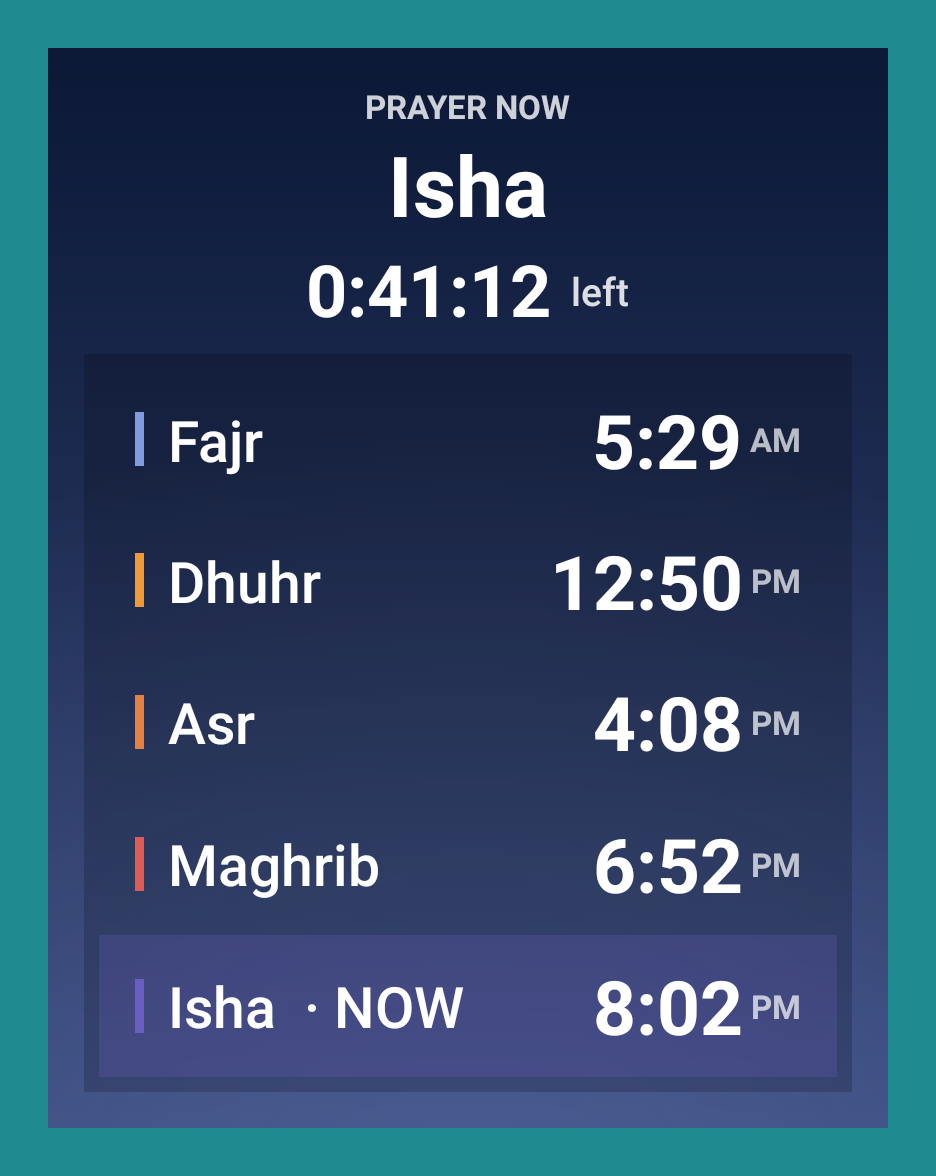 PRAYER NOW
Isha
0:41:12 left
Fajr 5:29 AM
Dhuhr 12:50 PM
Asr 4:08 PM
Maghrib 6:52 PM
Isha · NOW 8:02 PM